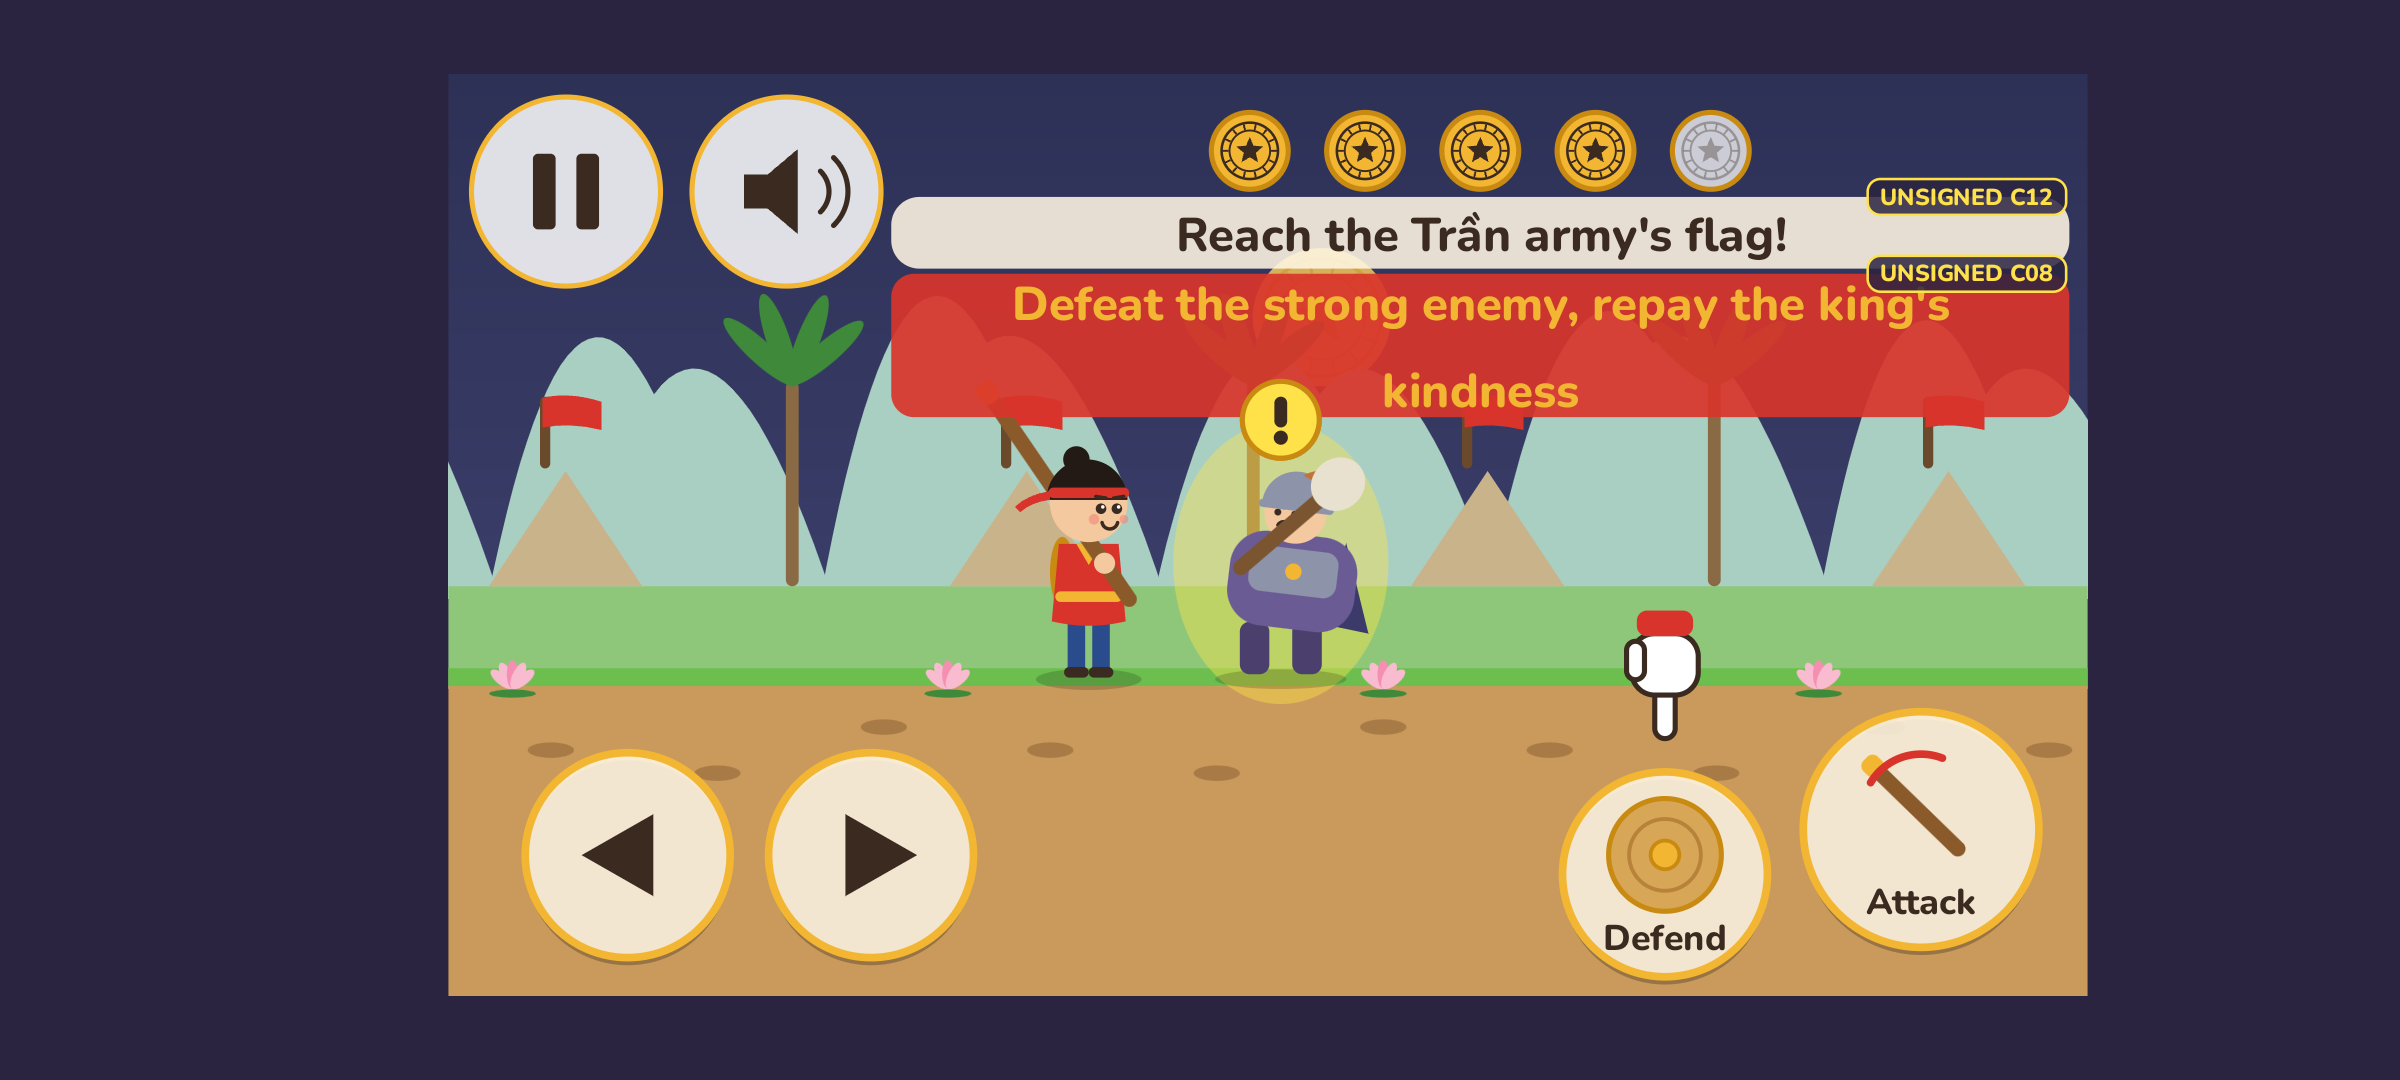 UNSIGNED C12
Reach the Trần army's flag!
UNSIGNED C08
Defeat the strong enemy, repay the king's
kindness
!
Attack
Defend